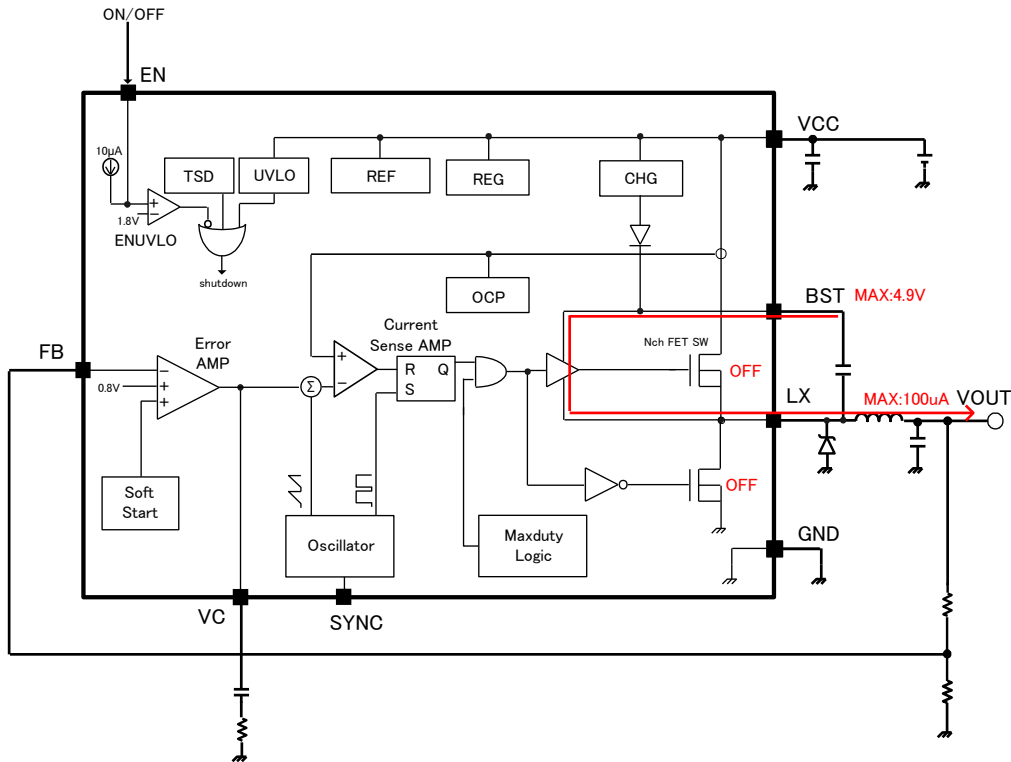 ON/OFF
EN
VCC
10μA
TSD
UVLO
REF
REG
CHG
1.8V
ENUVLO
shutdown
OCP
BST
MAX:4.9V
Current
Sense AMP
Nch FET SW
FB
Error
AMP
+
−
R
Q
S
OFF
LX
MAX:100uA
VOUT
−
+
+
0.8V
Σ
−
+
−
Soft
Start
OFF
Oscillator
Maxduty
Logic
GND
VC
SYNC